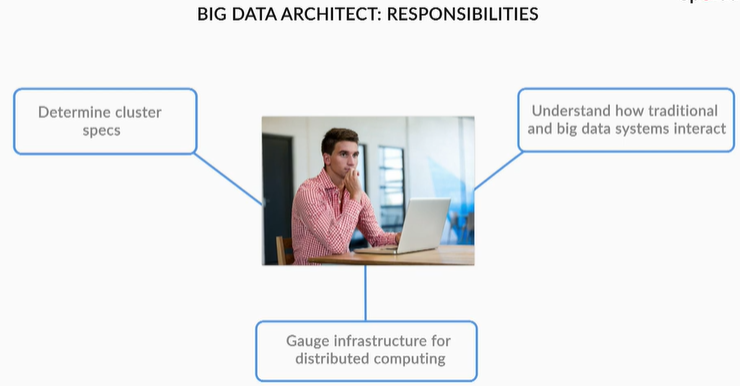 BIG DATA ARCHITECT: RESPONSIBILITIES
Determine cluster
specs
Understand how traditional
and big data systems interact
Gauge infrastructure for
distributed computing